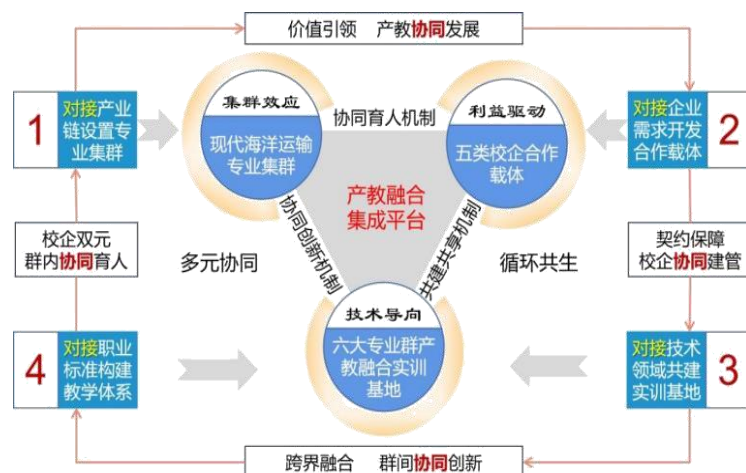 价值引领 产教协同发展
1
对接产业
链设置专
业集群
集群效应
现代海洋运输
专业集群
协同育人机制
利益驱动
五类校企合作
载体
对接企业
需求开发
合作载体
2
产教融合
集成平台
校企双元
群内协同育人
多元协同
协同创新机制
共建共享机制
循环共生
契约保障
校企协同建管
4
对接职业
标准构建
教学体系
技术导向
六大专业群产
教融合实训
基地
对接技术
领域共建
实训基地
3
跨界融合 群间协同创新